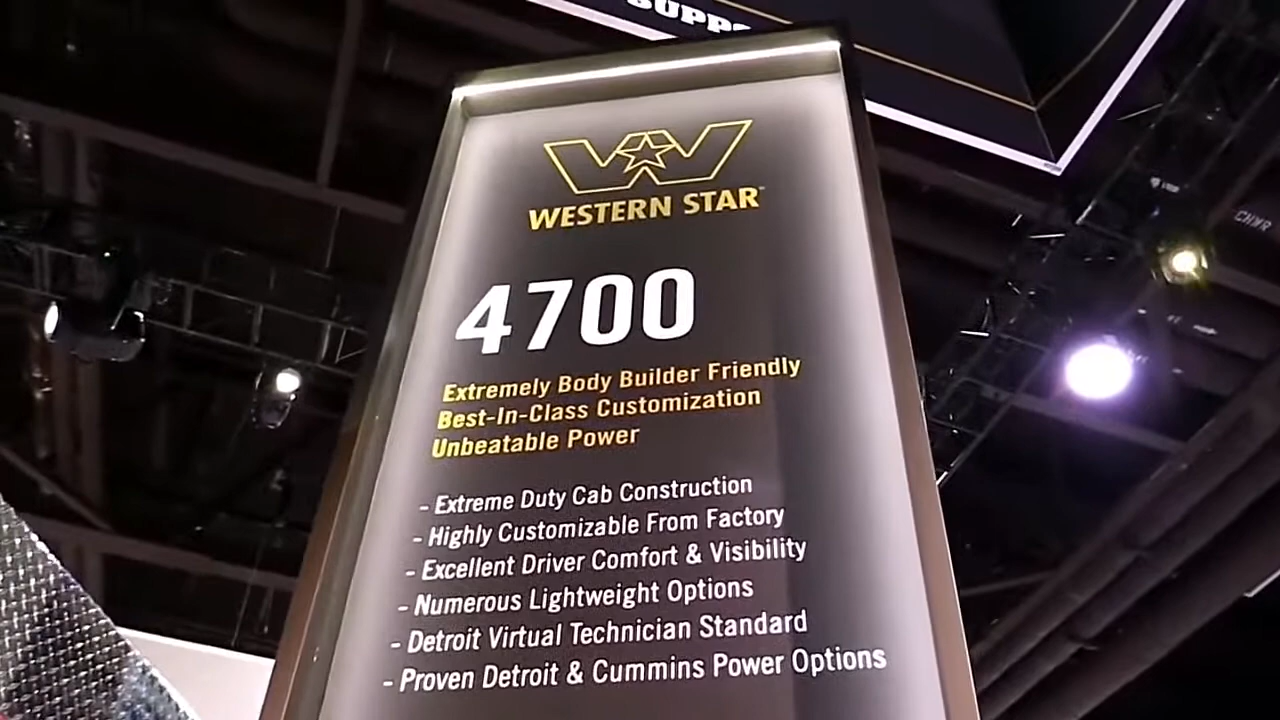 WESTERN STAR
4700
Extremely Body Builder Friendly
Best-In-Class Customization
Unbeatable Power
- Extreme Duty Cab Construction
- Highly Customizable From Factory
- Excellent Driver Comfort & Visibility
- Numerous Lightweight Options
- Detroit Virtual Technician Standard
- Proven Detroit & Cummins Power Options